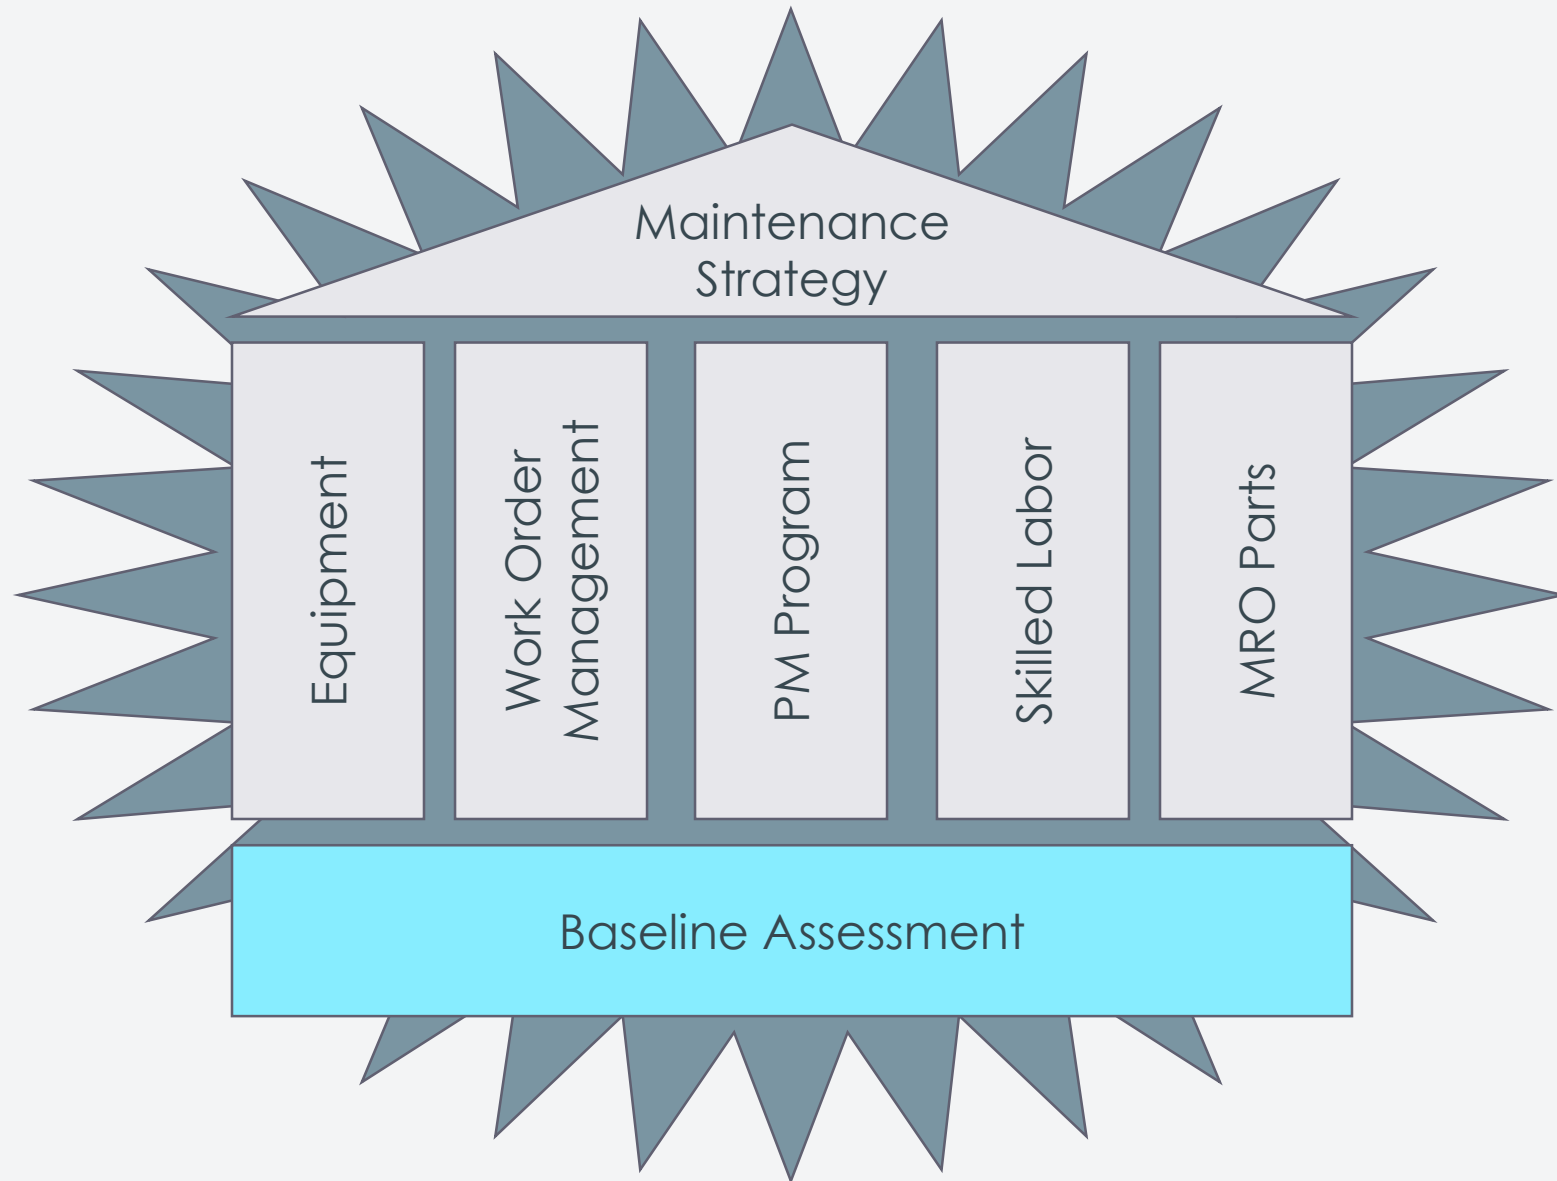 Maintenance
Strategy
Equipment
Work Order
Management
PM Program
Skilled Labor
MRO Parts
Baseline Assessment